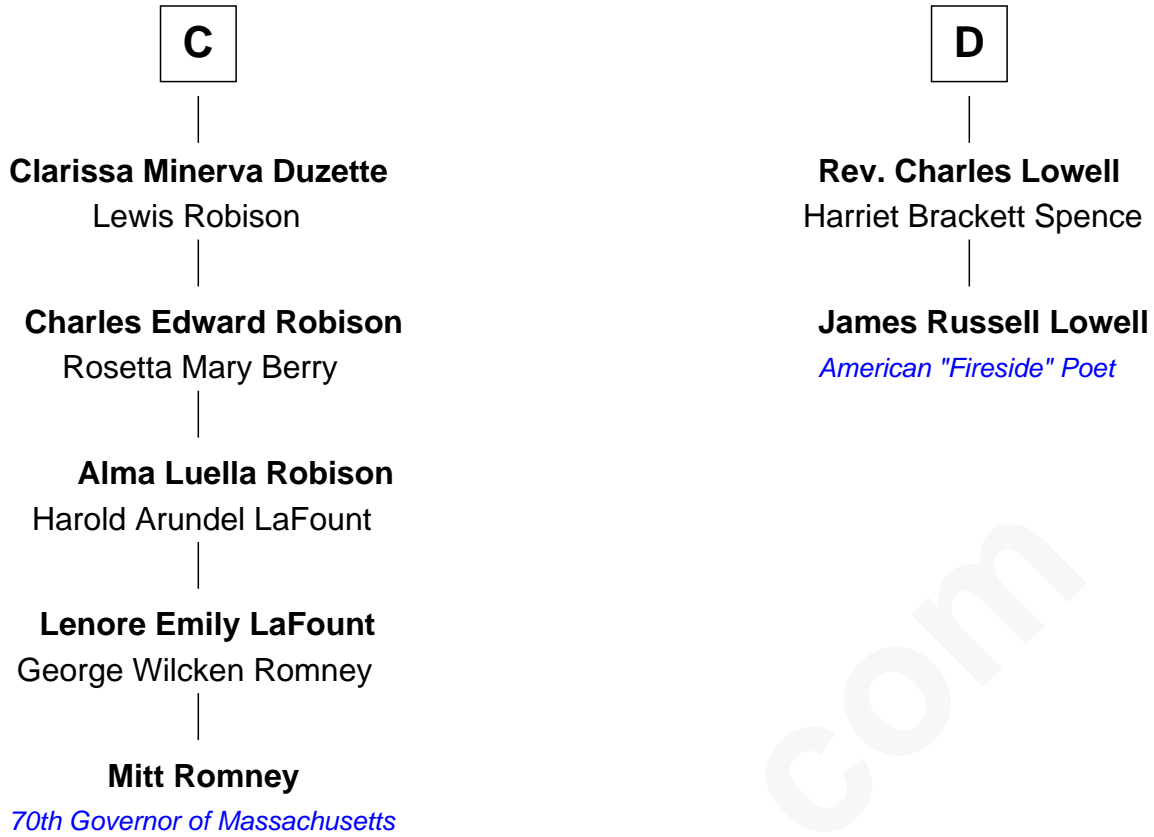 C
Clarissa Minerva Duzette
Lewis Robison
Charles Edward Robison
Rosetta Mary Berry
Alma Luella Robison
Harold Arundel LaFount
Lenore Emily LaFount
George Wilcken Romney
Mitt Romney
70th Governor of Massachusetts
D
Rev. Charles Lowell
Harriet Brackett Spence
James Russell Lowell
American "Fireside" Poet
com